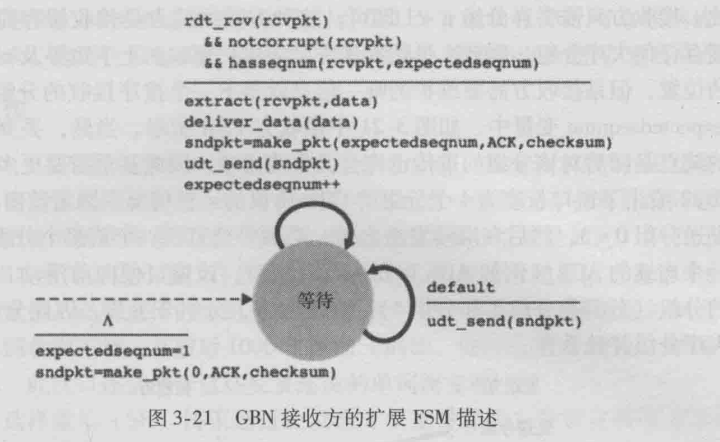 rdt_rcv(rcvpkt)
&& notcorrupt(rcvpkt)
&& hasseqnum(rcvpkt,expectedseqnum)
extract(rcvpkt,data)
deliver_data(data)
sndpkt=make_pkt(expectedseqnum,ACK,checksum)
udt_send(sndpkt)
expectedseqnum++
等待
default
udt_send(sndpkt)
Λ
expectedseqnum=1
sndpkt=make_pkt(0,ACK,checksum)
图 3-21 GBN 接收方的扩展 FSM 描述